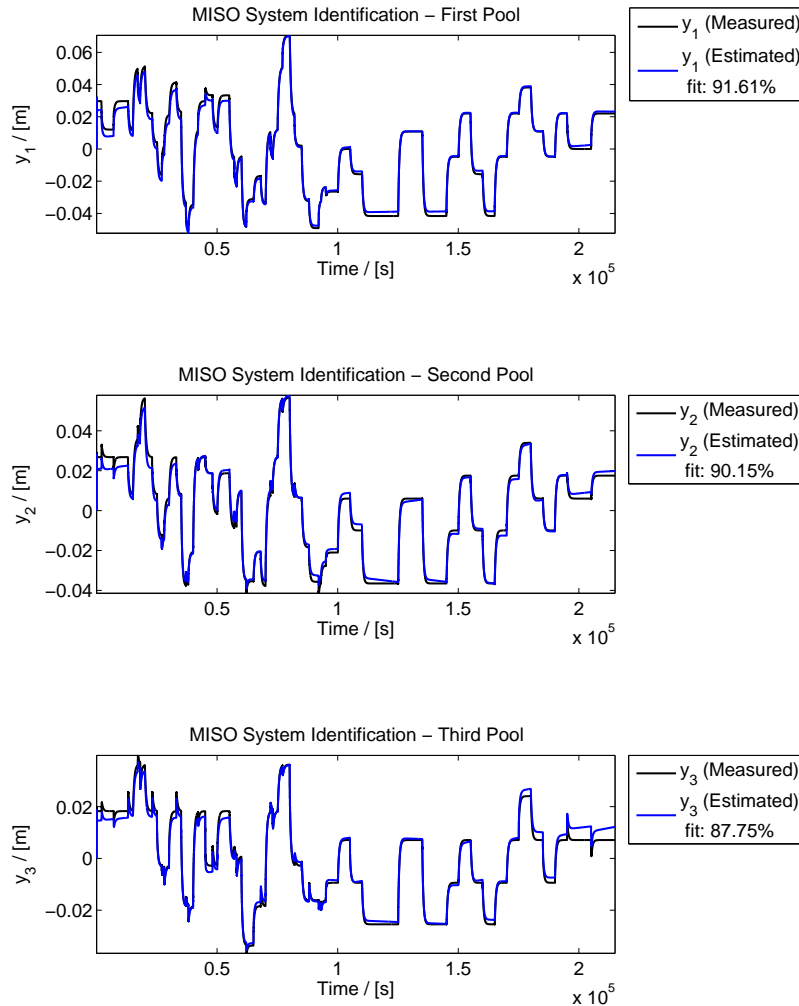 MISO System Identification − First Pool
y1 / [m]
0.06
0.04
0.02
0
−0.02
−0.04
0.5
1
1.5
2
Time / [s]
x 10^5
y1 (Measured)
y1 (Estimated)
fit: 91.61%
MISO System Identification − Second Pool
y2 / [m]
0.04
0.02
0
−0.02
−0.04
0.5
1
1.5
2
Time / [s]
x 10^5
y2 (Measured)
y2 (Estimated)
fit: 90.15%
MISO System Identification − Third Pool
y3 / [m]
0.02
0
−0.02
0.5
1
1.5
2
Time / [s]
x 10^5
y3 (Measured)
y3 (Estimated)
fit: 87.75%